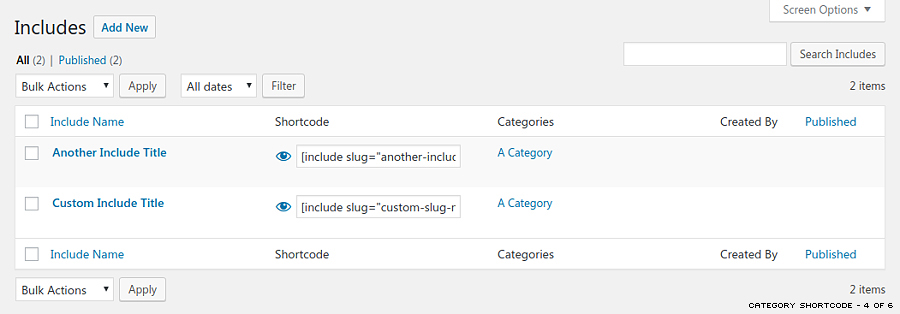 Screen Options ▼
Includes Add New
All (2) | Published (2)
Search Includes
Bulk Actions Apply All dates Filter 2 items
Include Name Shortcode Categories Created By Published
Another Include Title [include slug="another-incluc A Category
Custom Include Title [include slug="custom-slug-r A Category
Include Name Shortcode Categories Created By Published
Bulk Actions Apply 2 items
CATEGORY SHORTCODE - 4 OF 6